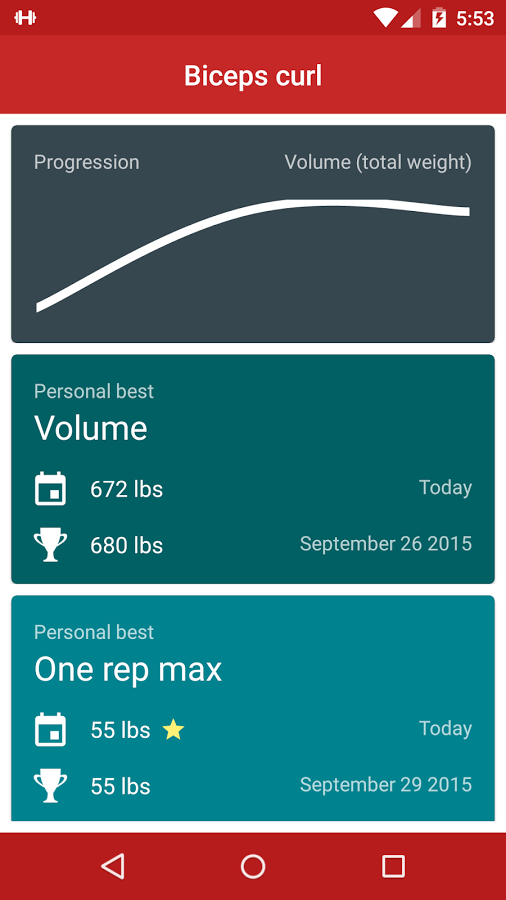 5:53
Biceps curl
Progression Volume (total weight)
Personal best
Volume
672 lbs Today
680 lbs September 26 2015
Personal best
One rep max
55 lbs Today
55 lbs September 29 2015